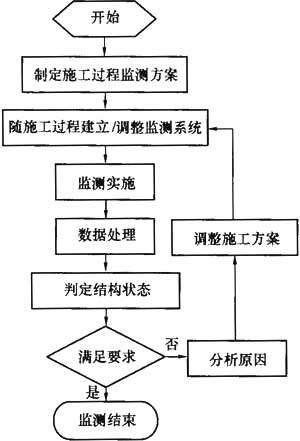 开始
制定施工过程监测方案
随施工过程建立/调整监测系统
监测实施
数据处理
调整施工方案
判定结构状态
满足要求
否
分析原因
是
监测结束